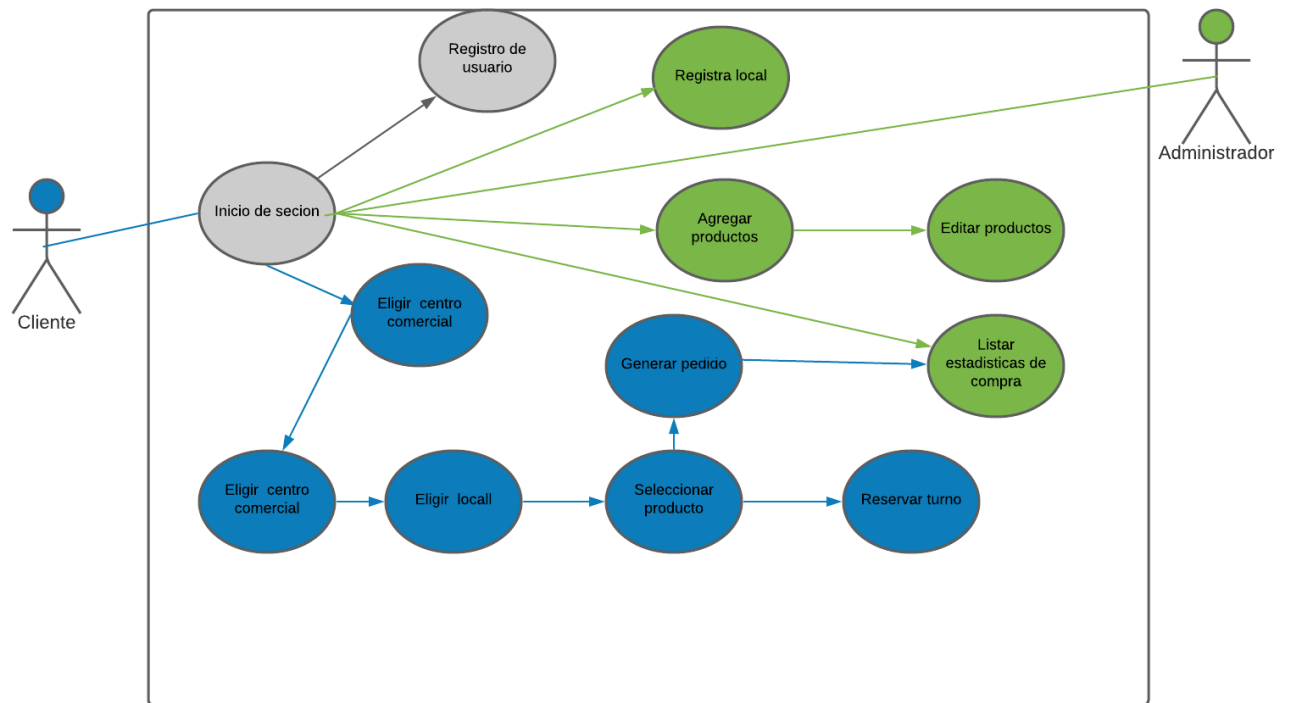 Registro de
usuario
Registra local
Administrador
Inicio de secion
Agregar
productos
Editar productos
Cliente
Eligir centro
comercial
Generar pedido
Listar
estadisticas de
compra
Eligir centro
comercial
Eligir locall
Seleccionar
producto
Reservar turno